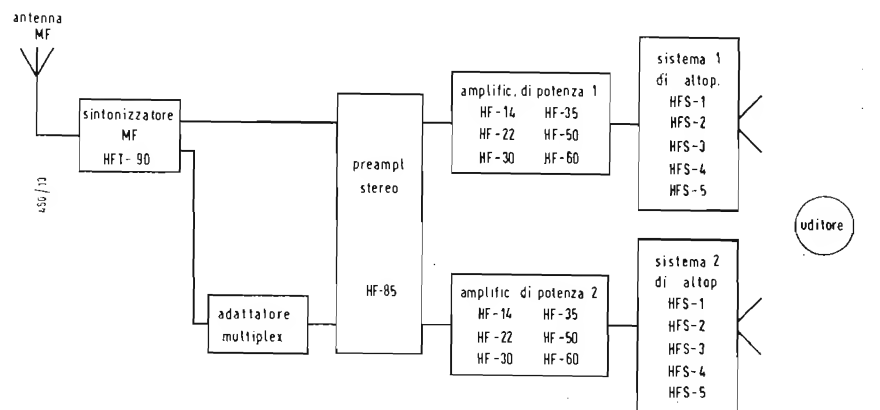 antenna
MF
sintonizzatore
MF
HFT-90
450/10
adattatore
multiplex
preampl
stereo
HF-85
amplific. di potenza 1
HF-14 HF-35
HF-22 HF-50
HF-30 HF-60
amplific di potenza 2
HF-14 HF-35
HF-22 HF-50
HF-30 HF-60
sistema 1
di altop.
HFS-1
HFS-2
HFS-3
HFS-4
HFS-5
sistema 2
di altop
HFS-1
HFS-2
HFS-3
HFS-4
HFS-5
uditore